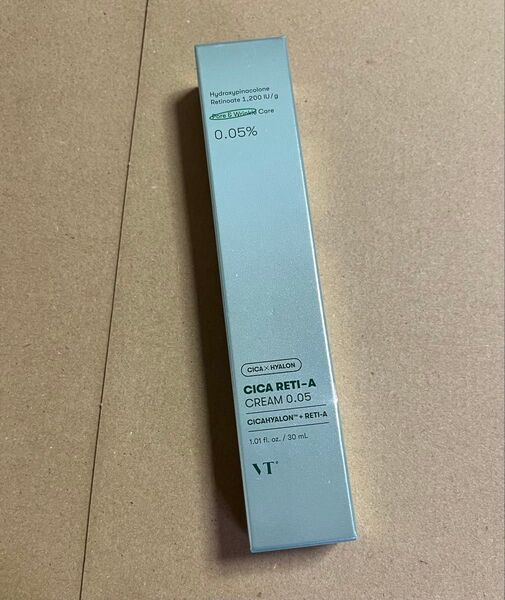 Hydroxypinacolone
Retinoate 1,200 IU/g
Pore & Wrinkle Care
0.05%
CICA × HYALON
CICA RETI-A
CREAM 0.05
CICAHYALON™ + RETI-A
1.01 fl. oz. / 30 mL
VT®